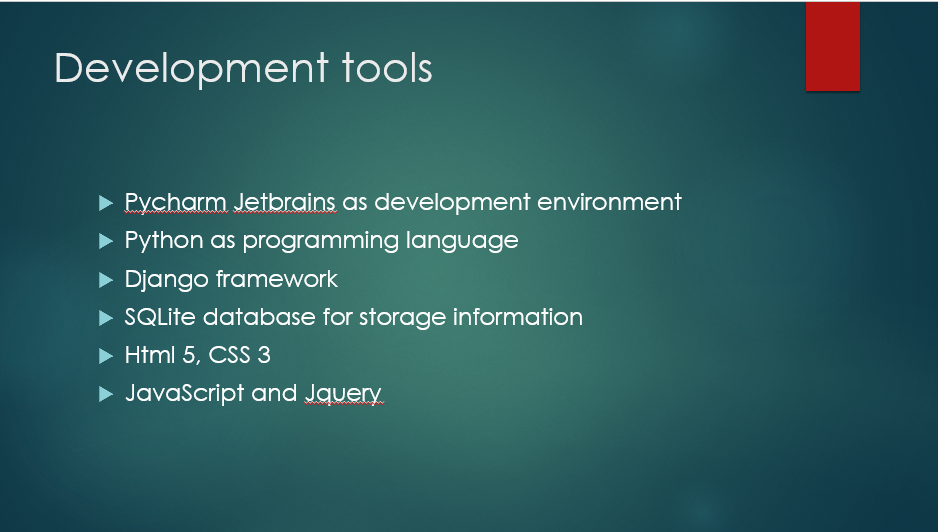 Development tools
Pycharm Jetbrains as development environment
Python as programming language
Django framework
SQLite database for storage information
Html 5, CSS 3
JavaScript and Jquery